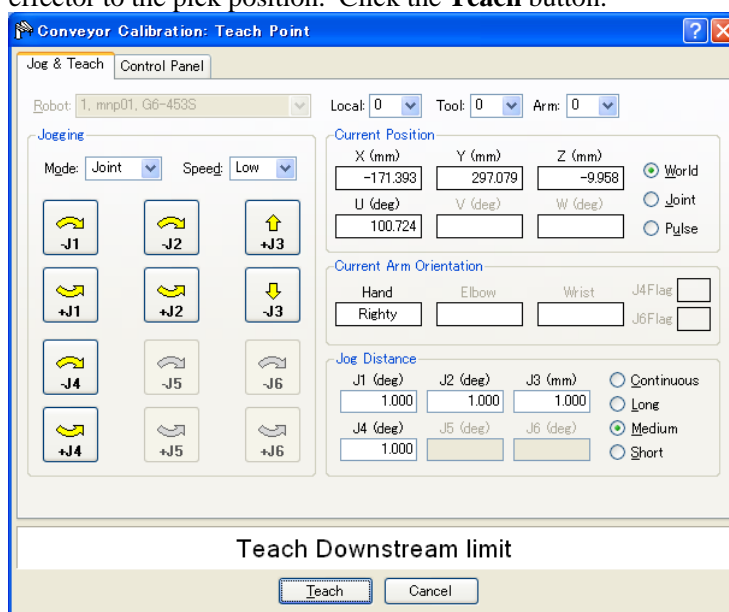 effector to the pick position. Click the Teach button.
Conveyor Calibration: Teach Point
Jog & Teach Control Panel
Robot: 1, mnp01, G6-453S Local: 0 Tool: 0 Arm: 0
Jogging
Mode: Joint Speed: Low
-J1 -J2 +J3
+J1 +J2 -J3
-J4 -J5 -J6
+J4 +J5 +J6
Current Position
X (mm) Y (mm) Z (mm)
-171.393 297.079 -9.958
U (deg) V (deg) W (deg)
100.724
World
Joint
Pulse
Current Arm Orientation
Hand Elbow Wrist J4Flag
Righty J6Flag
Jog Distance
J1 (deg) J2 (deg) J3 (mm)
1.000 1.000 1.000
J4 (deg) J5 (deg) J6 (deg)
1.000
Continuous
Long
Medium
Short
Teach Downstream limit
Teach Cancel